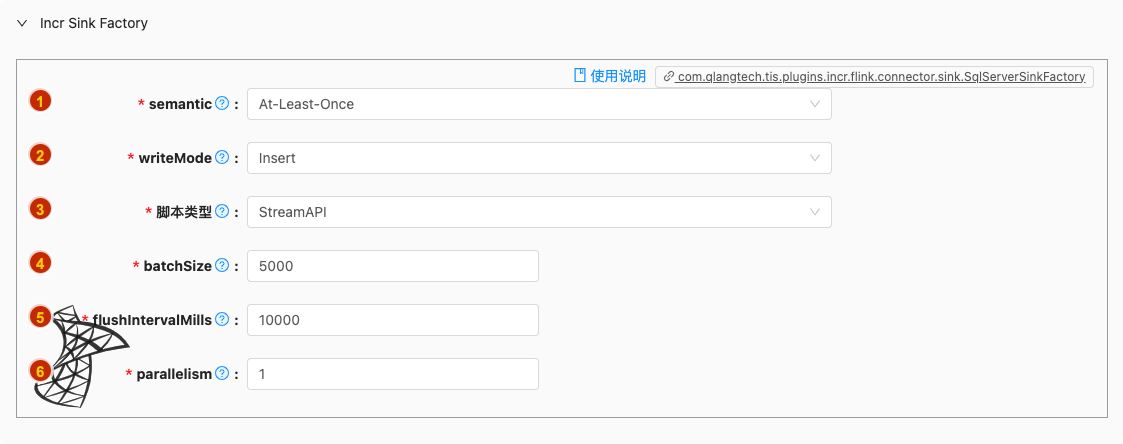 Incr Sink Factory
使用说明 com.qlangtech.tis.plugins.incr.flink.connector.sink.SqlServerSinkFactory
1 * semantic ? : At-Least-Once
2 * writeMode ? : Insert
3 * 脚本类型 ? : StreamAPI
4 * batchSize ? : 5000
5 * flushIntervalMills ? : 10000
6 * parallelism ? : 1